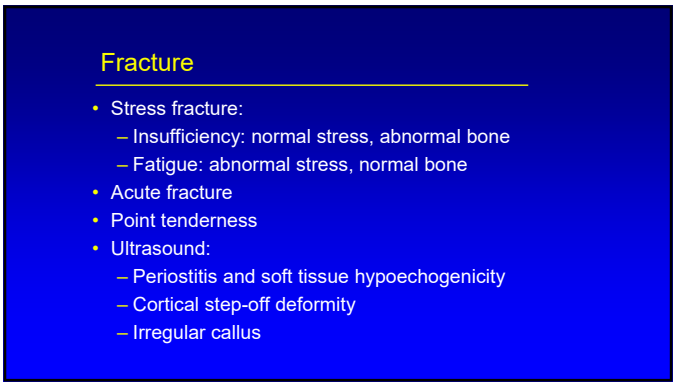 Fracture
• Stress fracture:
– Insufficiency: normal stress, abnormal bone
– Fatigue: abnormal stress, normal bone
• Acute fracture
• Point tenderness
• Ultrasound:
– Periostitis and soft tissue hypoechogenicity
– Cortical step-off deformity
– Irregular callus